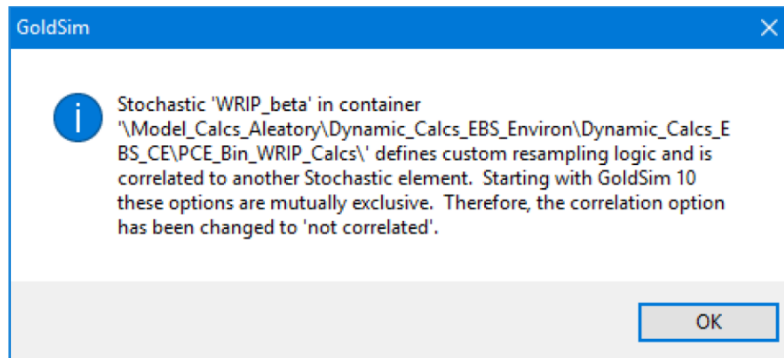 GoldSim
Stochastic 'WRIP_beta' in container
'\Model_Calcs_Aleatory\Dynamic_Calcs_EBS_Environ\Dynamic_Calcs_E
BS_CE\PCE_Bin_WRIP_Calcs\' defines custom resampling logic and is
correlated to another Stochastic element.  Starting with GoldSim 10
these options are mutually exclusive.  Therefore, the correlation option
has been changed to 'not correlated'.
OK